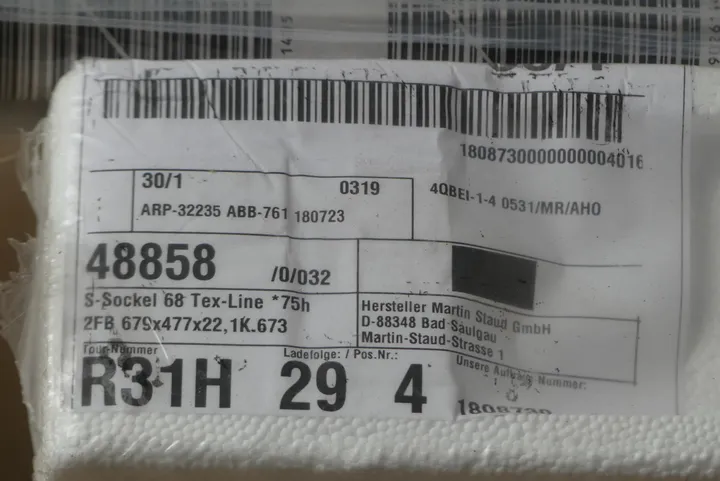 1808730000000004016
30/1 0319
4QBEI-1-4 0531/MR/AHO
ARP-32235 ABB-761 180723
48858 /0/032
S-Sockel 68 Tex-Line *75h
2FB 679x477x22,1K.673
Hersteller Martin Staud GmbH
D-88348 Bad Saulgau
Martin-Staud-Strasse 1
Tour-Nummer Ladefolge: / Pos.Nr.: Unsere Auftrags-Nummer:
R31H 29 4